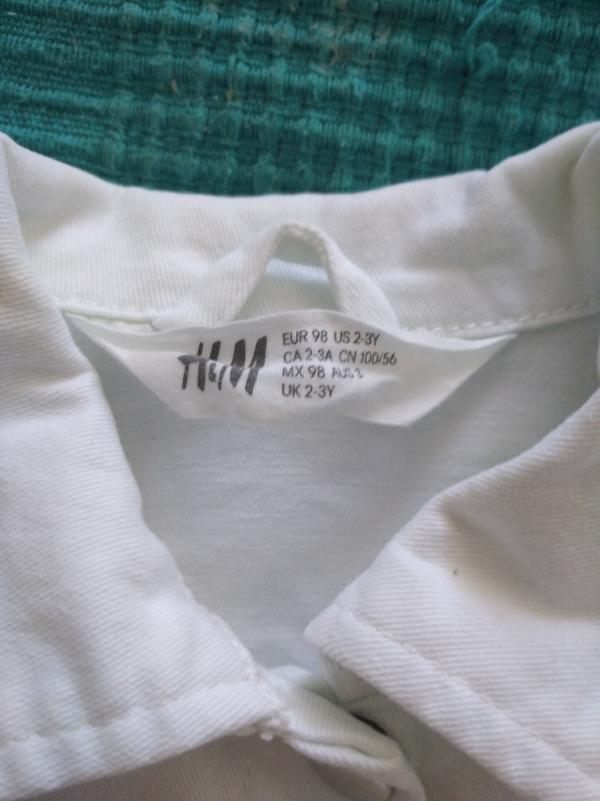 H&M
EUR 98 US 2-3Y
CA 2-3A CN 100/56
MX 98
UK 2-3Y